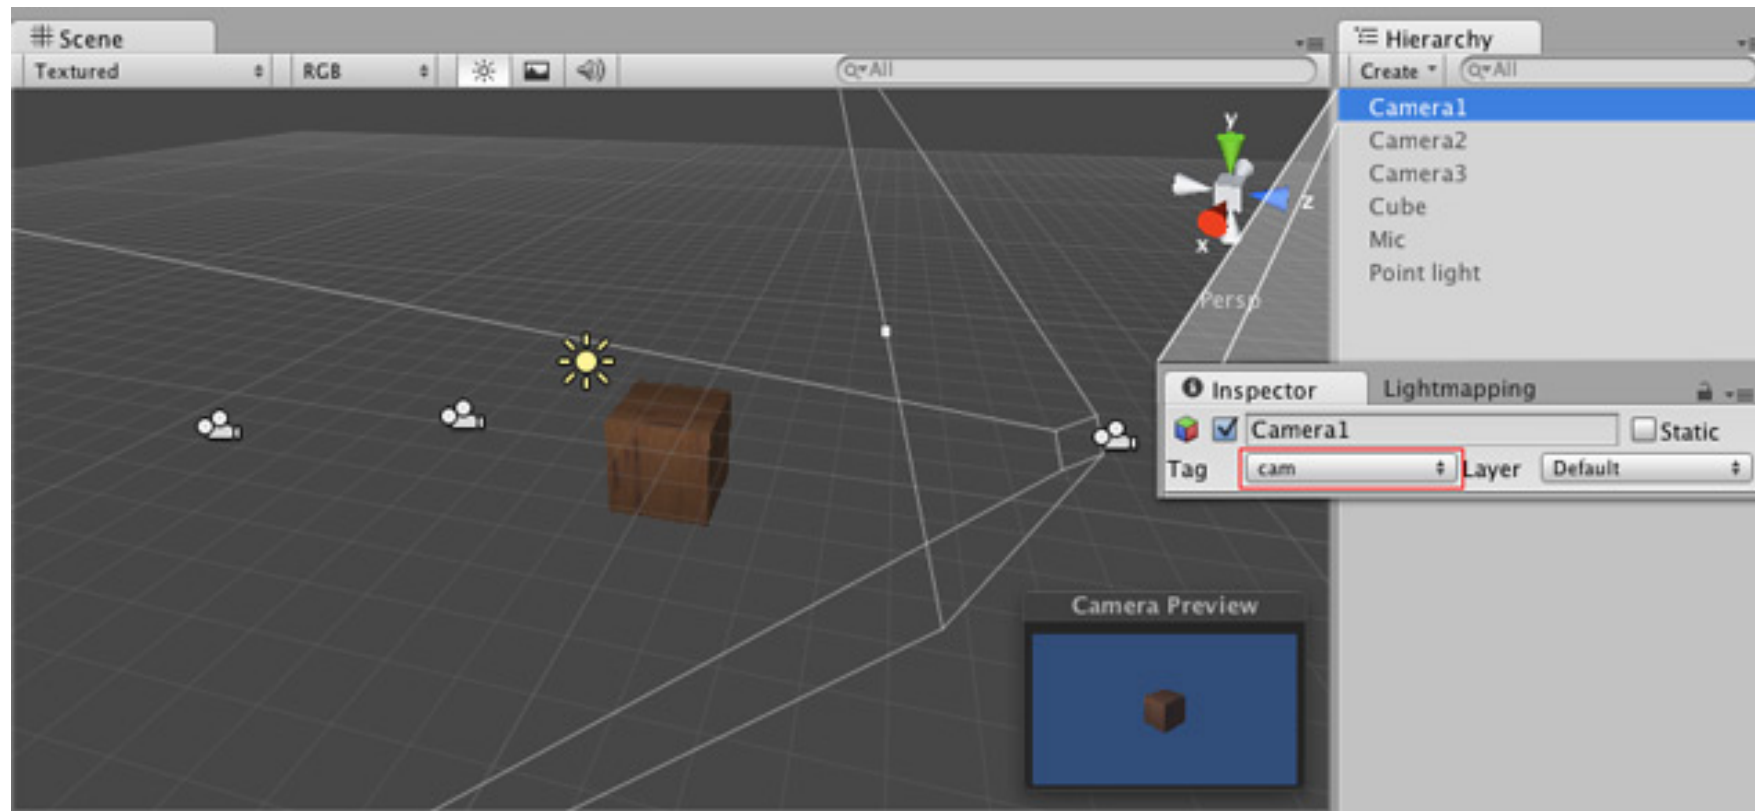 Scene
Textured
RGB
All
y
z
x
Persp
Hierarchy
Create
All
Camera1
Camera2
Camera3
Cube
Mic
Point light
Inspector
Lightmapping
Camera1
Static
Tag
cam
Layer
Default
Camera Preview